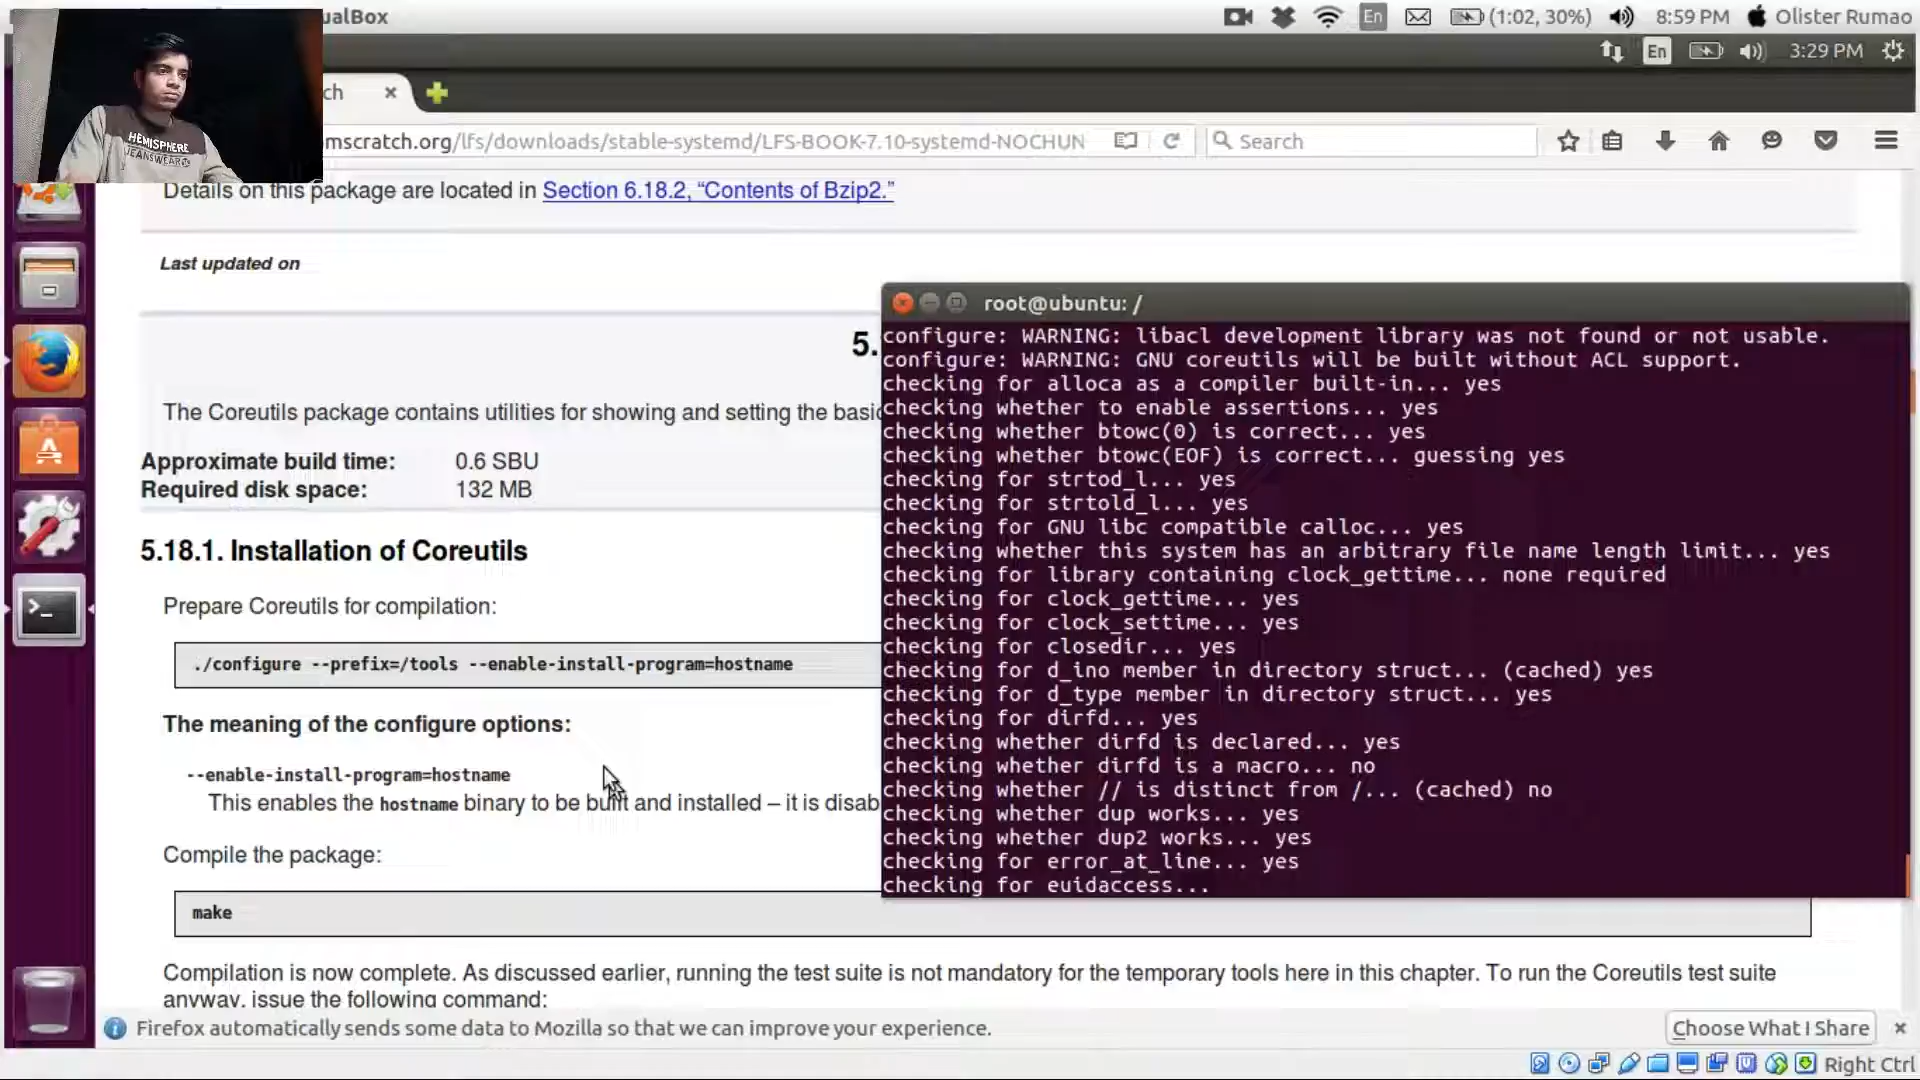 ualBox
En
(1:02, 30%)
8:59 PM
Olister Rumao
En
3:29 PM
ch
HEMISPHERE
JEANSWEAR
mscratch.org/lfs/downloads/stable-systemd/LFS-BOOK-7.10-systemd-NOCHUN
Search
Details on this package are located in Section 6.18.2, “Contents of Bzip2.”
Last updated on
5.
The Coreutils package contains utilities for showing and setting the basic
Approximate build time: 0.6 SBU
Required disk space: 132 MB
5.18.1. Installation of Coreutils
Prepare Coreutils for compilation:
./configure --prefix=/tools --enable-install-program=hostname
The meaning of the configure options:
--enable-install-program=hostname
This enables the hostname binary to be built and installed – it is disab
Compile the package:
make
Compilation is now complete. As discussed earlier, running the test suite is not mandatory for the temporary tools here in this chapter. To run the Coreutils test suite
anyway, issue the following command:
root@ubuntu: /
configure: WARNING: libacl development library was not found or not usable.
configure: WARNING: GNU coreutils will be built without ACL support.
checking for alloca as a compiler built-in... yes
checking whether to enable assertions... yes
checking whether btowc(0) is correct... yes
checking whether btowc(EOF) is correct... guessing yes
checking for strtod_l... yes
checking for strtold_l... yes
checking for GNU libc compatible calloc... yes
checking whether this system has an arbitrary file name length limit... yes
checking for library containing clock_gettime... none required
checking for clock_gettime... yes
checking for clock_settime... yes
checking for closedir... yes
checking for d_ino member in directory struct... (cached) yes
checking for d_type member in directory struct... yes
checking for dirfd... yes
checking whether dirfd is declared... yes
checking whether dirfd is a macro... no
checking whether // is distinct from /... (cached) no
checking whether dup works... yes
checking whether dup2 works... yes
checking for error_at_line... yes
checking for euidaccess...
Firefox automatically sends some data to Mozilla so that we can improve your experience.
Choose What I Share
Right Ctrl